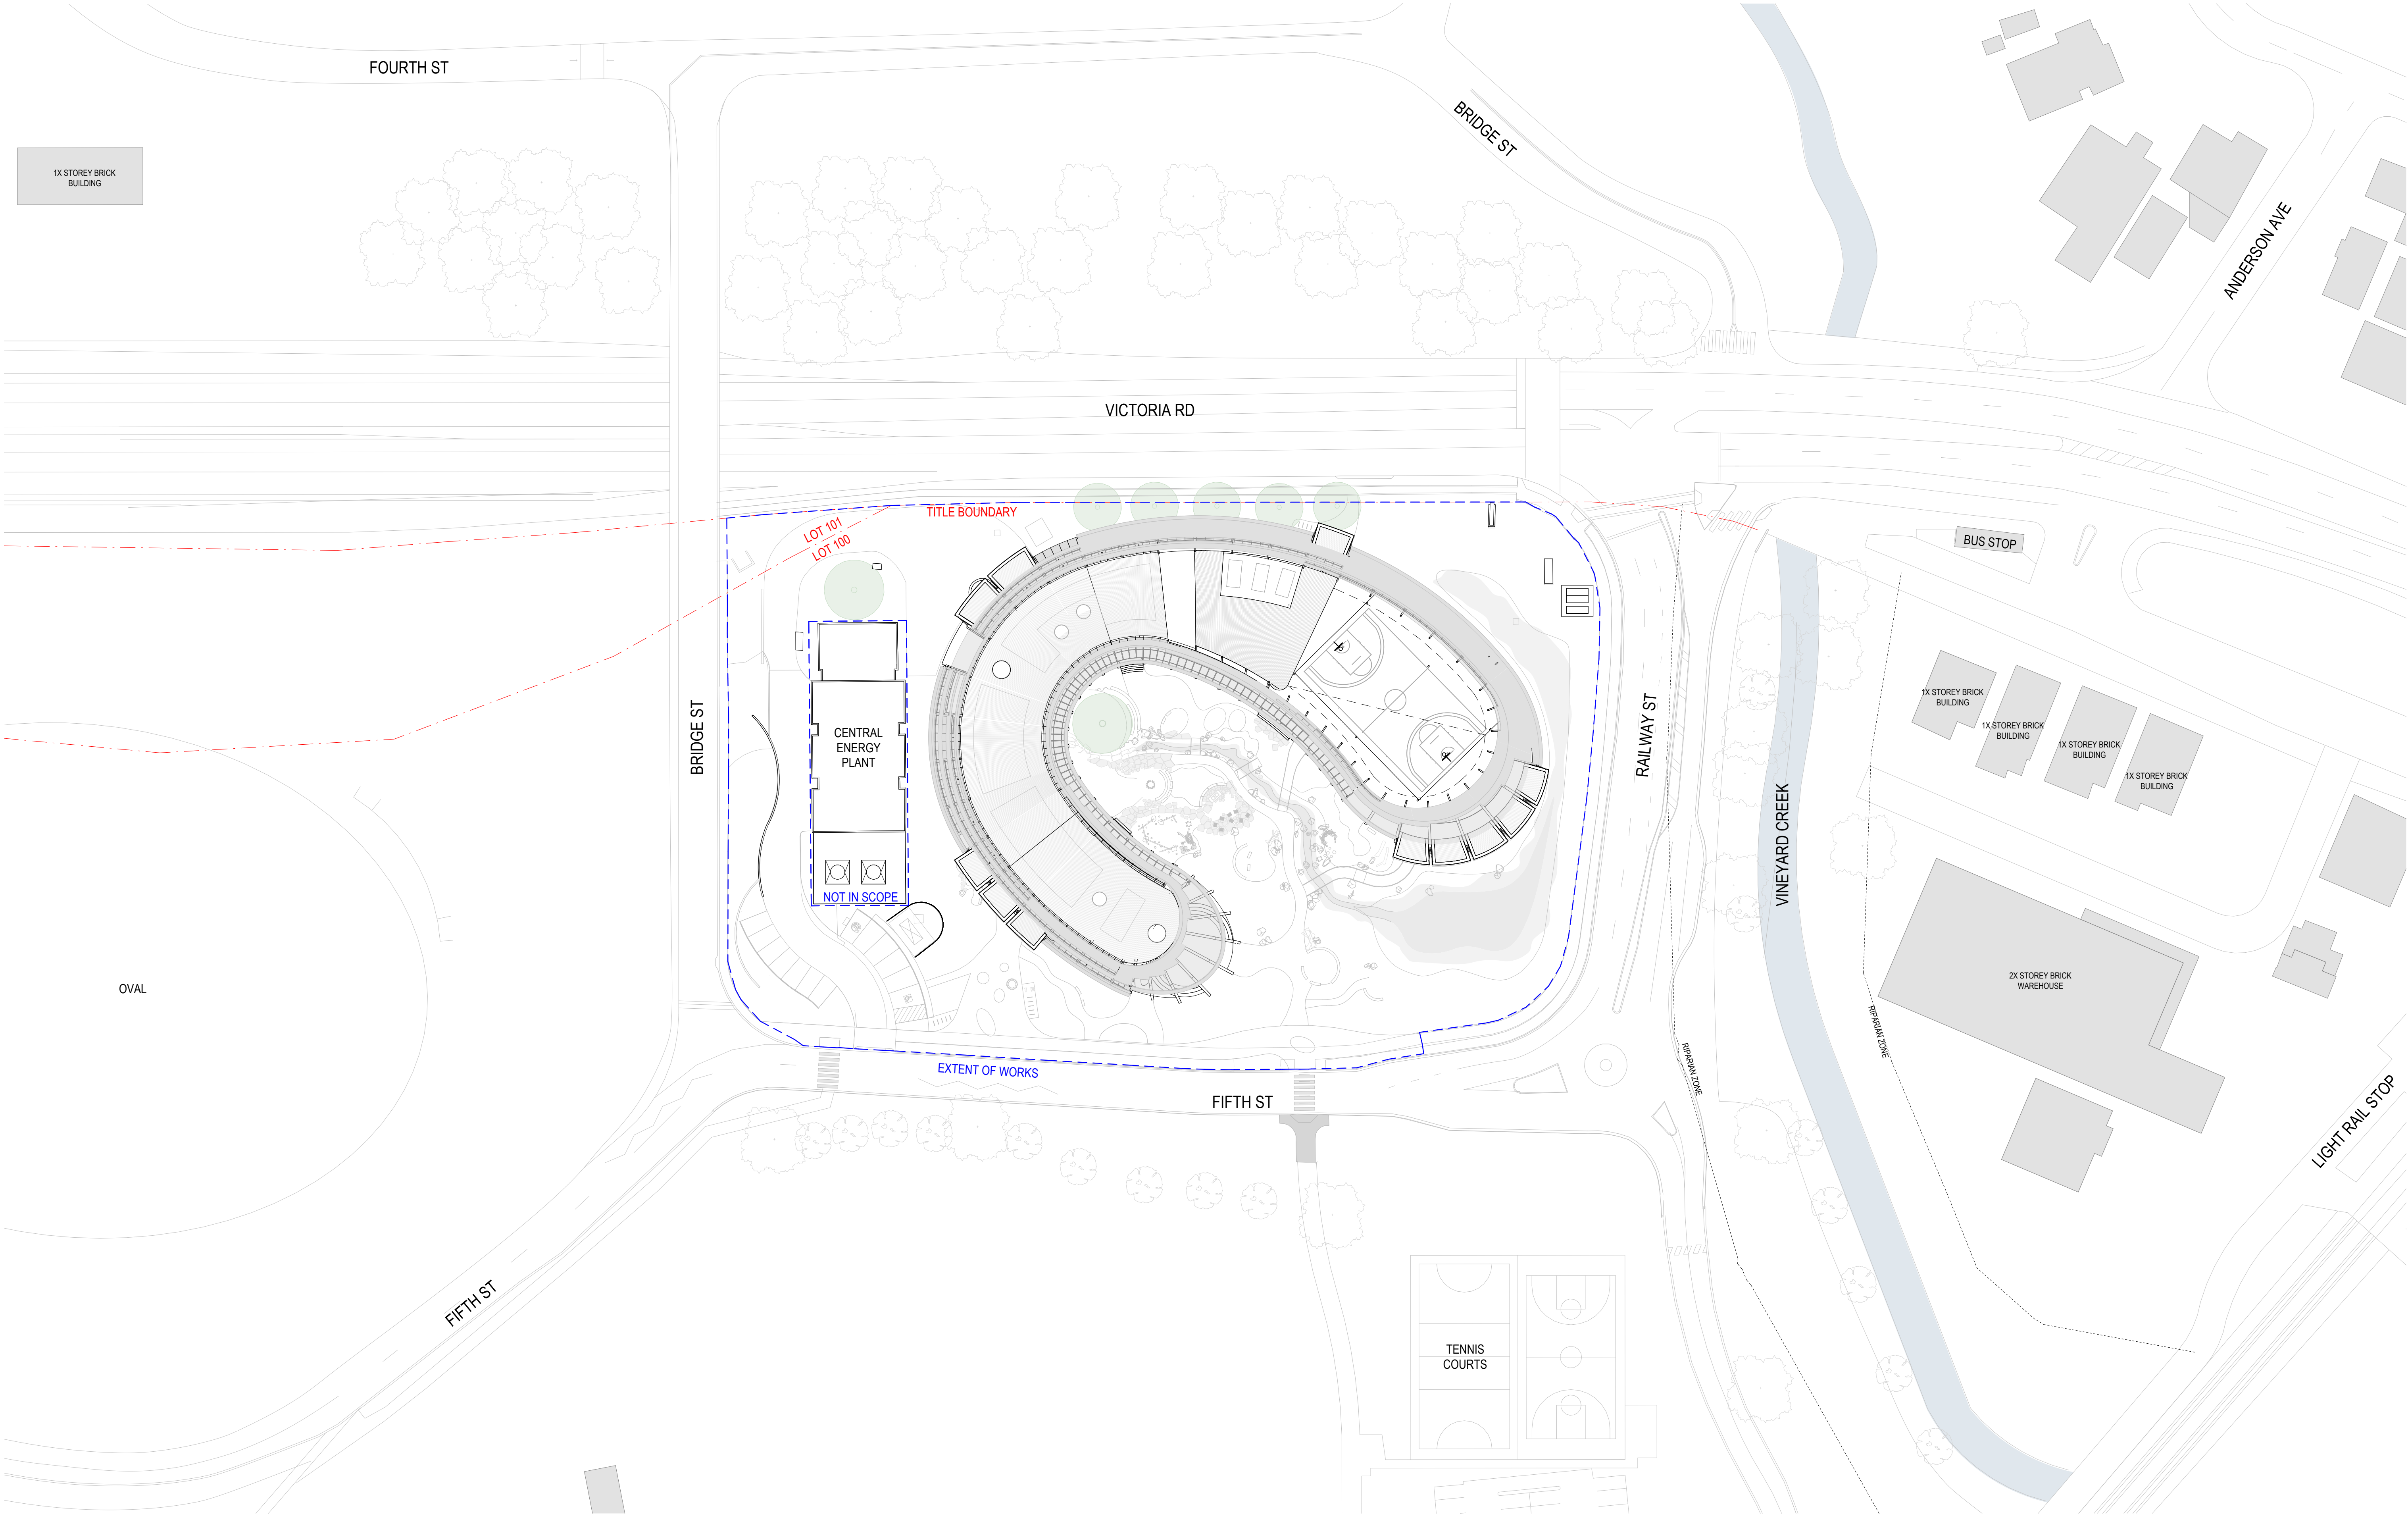 FOURTH ST
BRIDGE ST
1X STOREY BRICK
BUILDING
ANDERSON AVE
VICTORIA RD
TITLE BOUNDARY
LOT 101
LOT 100
BUS STOP
BRIDGE ST
CENTRAL
ENERGY
PLANT
NOT IN SCOPE
RAILWAY ST
VINEYARD CREEK
1X STOREY BRICK
BUILDING
1X STOREY BRICK
BUILDING
1X STOREY BRICK
BUILDING
1X STOREY BRICK
BUILDING
OVAL
2X STOREY BRICK
WAREHOUSE
RIPARIAN ZONE
RIPARIAN ZONE
EXTENT OF WORKS
FIFTH ST
LIGHT RAIL STOP
FIFTH ST
TENNIS
COURTS